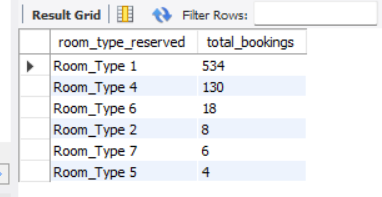 Result Grid Filter Rows:
room_type_reserved total_bookings
Room_Type 1 534
Room_Type 4 130
Room_Type 6 18
Room_Type 2 8
Room_Type 7 6
Room_Type 5 4